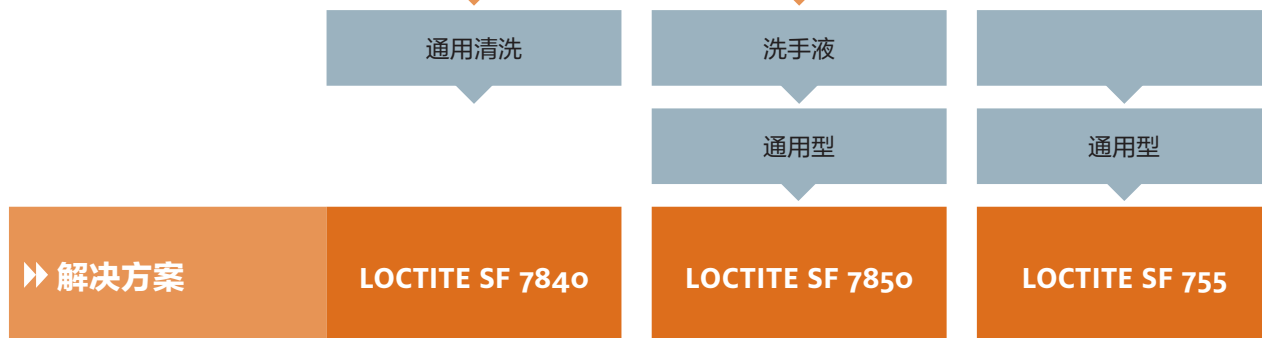 通用清洗
洗手液
通用型
通用型
解决方案
LOCTITE SF 7840
LOCTITE SF 7850
LOCTITE SF 755